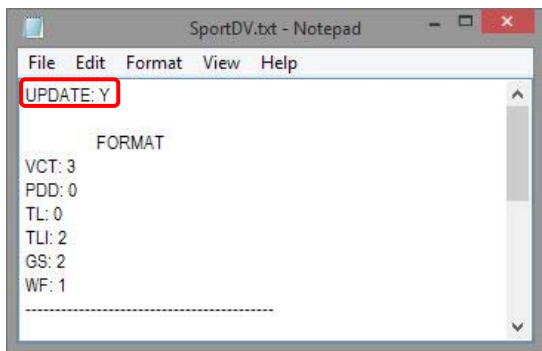 SportDV.txt - Notepad
File Edit Format View Help
UPDATE: Y
FORMAT
VCT: 3
PDD: 0
TL: 0
TLI: 2
GS: 2
WF: 1
------------------------------------------